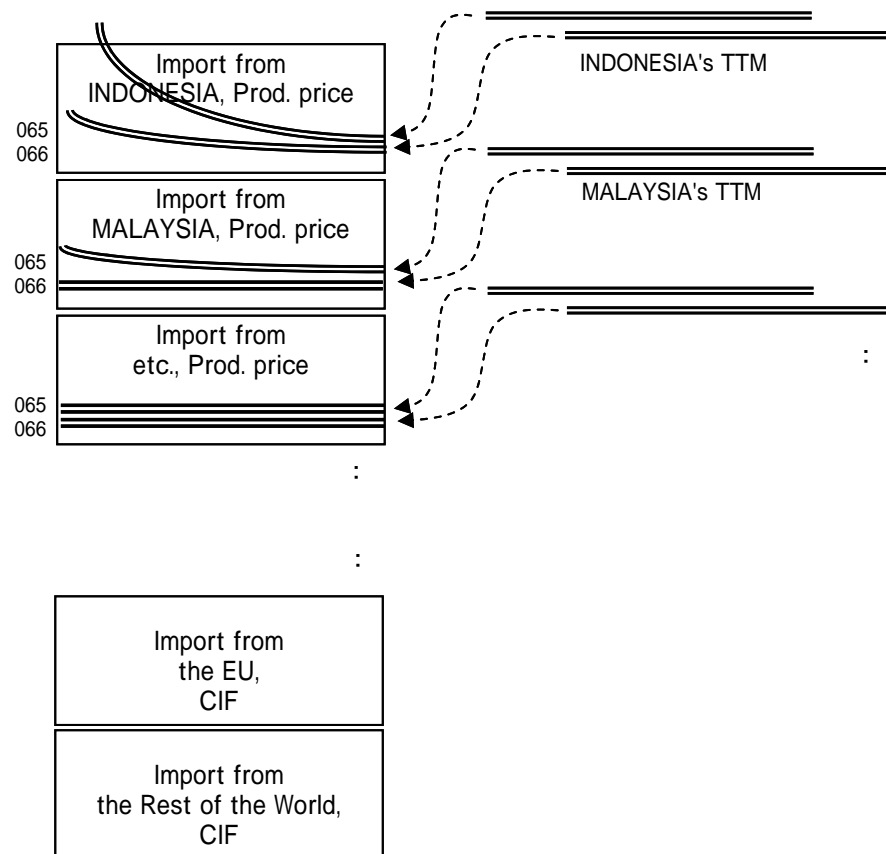 Import from
INDONESIA, Prod. price
INDONESIA's TTM
065
066
Import from
MALAYSIA, Prod. price
MALAYSIA's TTM
065
066
Import from
etc., Prod. price
:
065
066
:
:
Import from
the EU,
CIF
Import from
the Rest of the World,
CIF